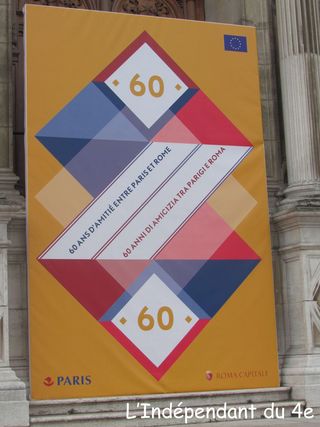 60
60 ANS D'AMITIÉ ENTRE PARIS ET ROME
60 ANNI DI AMICIZIA TRA PARIGI E ROMA
60
PARIS
ROMA CAPITALE
L'Indépendant du 4e